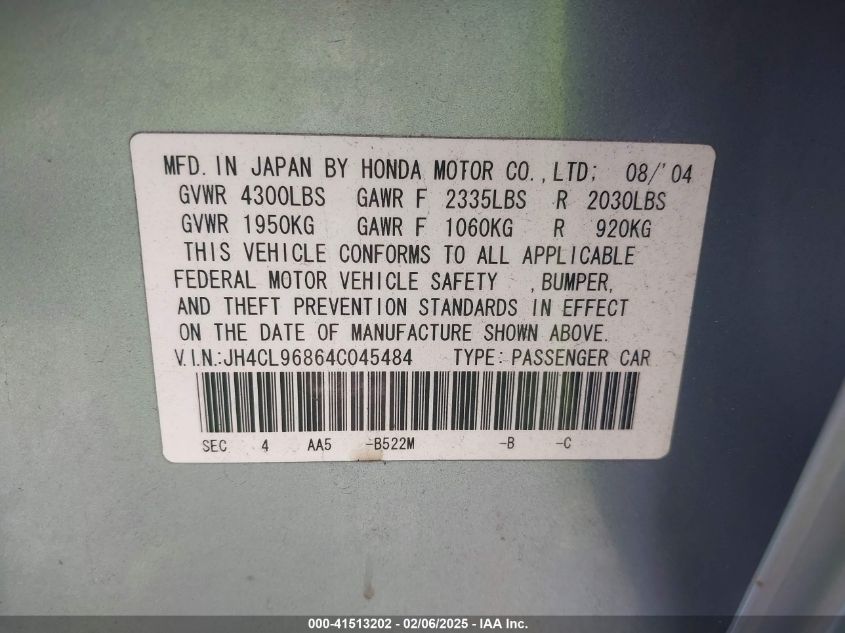 MFD. IN JAPAN BY HONDA MOTOR CO.,LTD; 08/'04
GVWR 4300LBS GAWR F 2335LBS R 2030LBS
GVWR 1950KG GAWR F 1060KG R 920KG
THIS VEHICLE CONFORMS TO ALL APPLICABLE
FEDERAL MOTOR VEHICLE SAFETY ,BUMPER,
AND THEFT PREVENTION STANDARDS IN EFFECT
ON THE DATE OF MANUFACTURE SHOWN ABOVE.
V.I.N.:JH4CL96864C045484 TYPE: PASSENGER CAR
SEC 4 AA5 -B522M -B -C
000-41513202 - 02/06/2025 - IAA Inc.